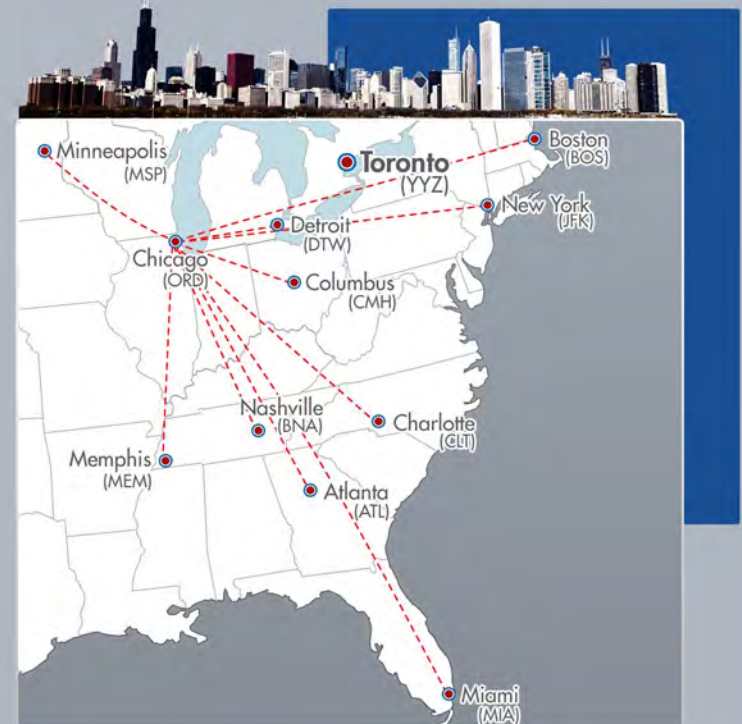 Minneapolis
(MSP)
Toronto
(YYZ)
Boston
(BOS)
New York
(JFK)
Detroit
(DTW)
Chicago
(ORD)
Columbus
(CMH)
Nashville
(BNA)
Charlotte
(CLT)
Memphis
(MEM)
Atlanta
(ATL)
Miami
(MIA)